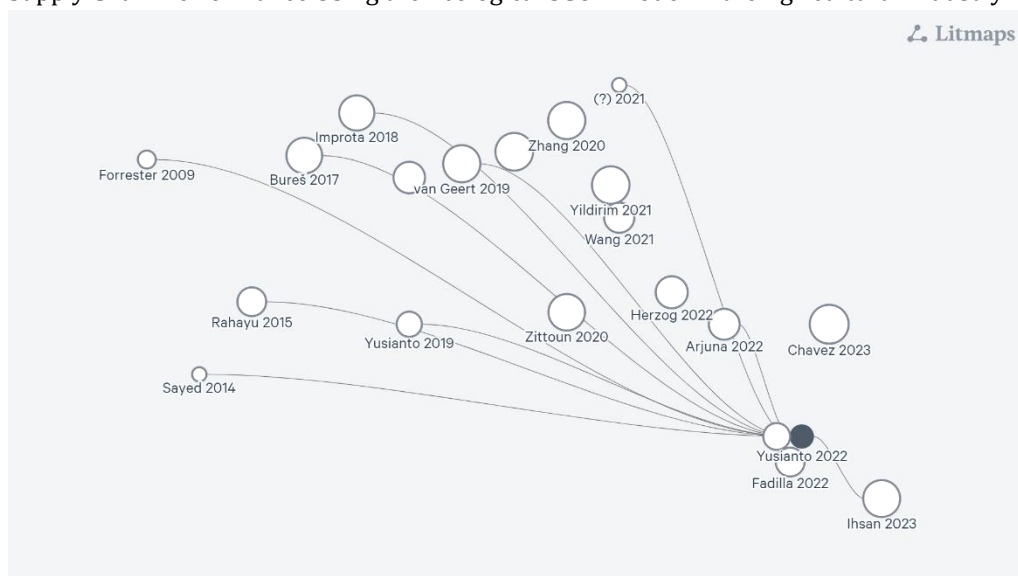 Litmaps
(?) 2021
Improta 2018
Zhang 2020
Forrester 2009
Bureš 2017
van Geert 2019
Yildirim 2021
Wang 2021
Rahayu 2015
Yusianto 2019
Zittoun 2020
Herzog 2022
Arjuna 2022
Chavez 2023
Sayed 2014
Yusianto 2022
Fadilla 2022
Ihsan 2023